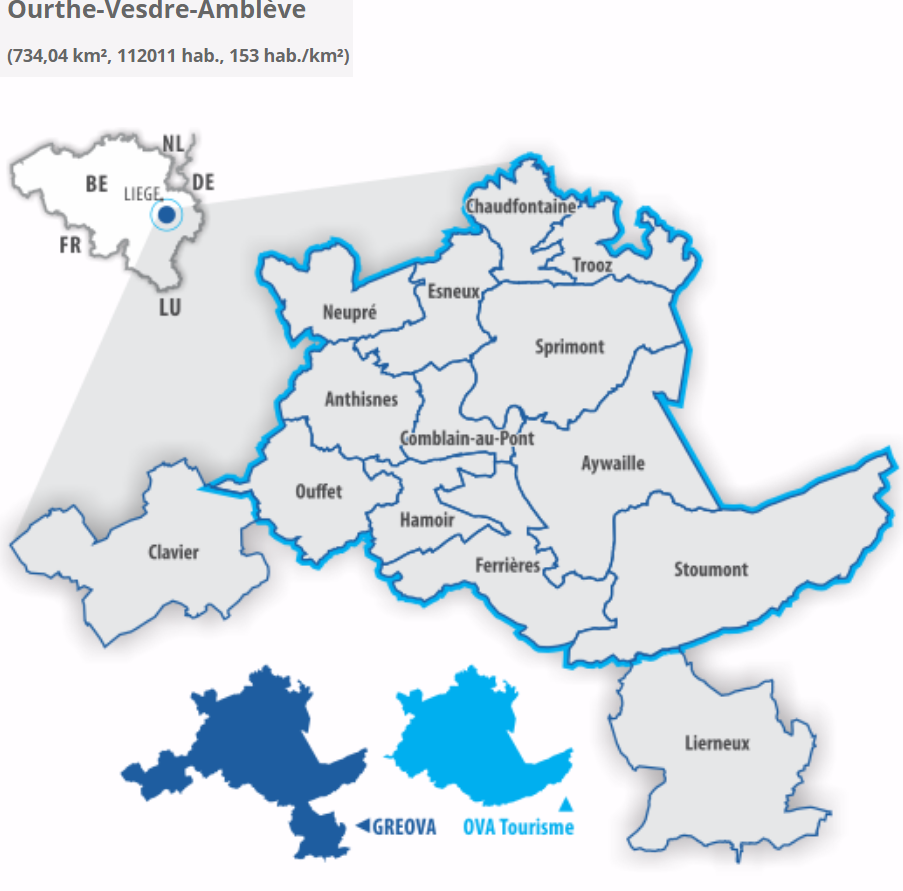 Ourthe-Vesdre-Amblève
(734,04 km², 112011 hab., 153 hab./km²)
NL
BE
DE
LIEGE
FR
LU
Chaudfontaine
Trooz
Esneux
Neupré
Sprimont
Anthisnes
Comblain-au-Pont
Aywaille
Ouffet
Hamoir
Clavier
Ferrières
Stoumont
Lierneux
GREOVA
OVA Tourisme